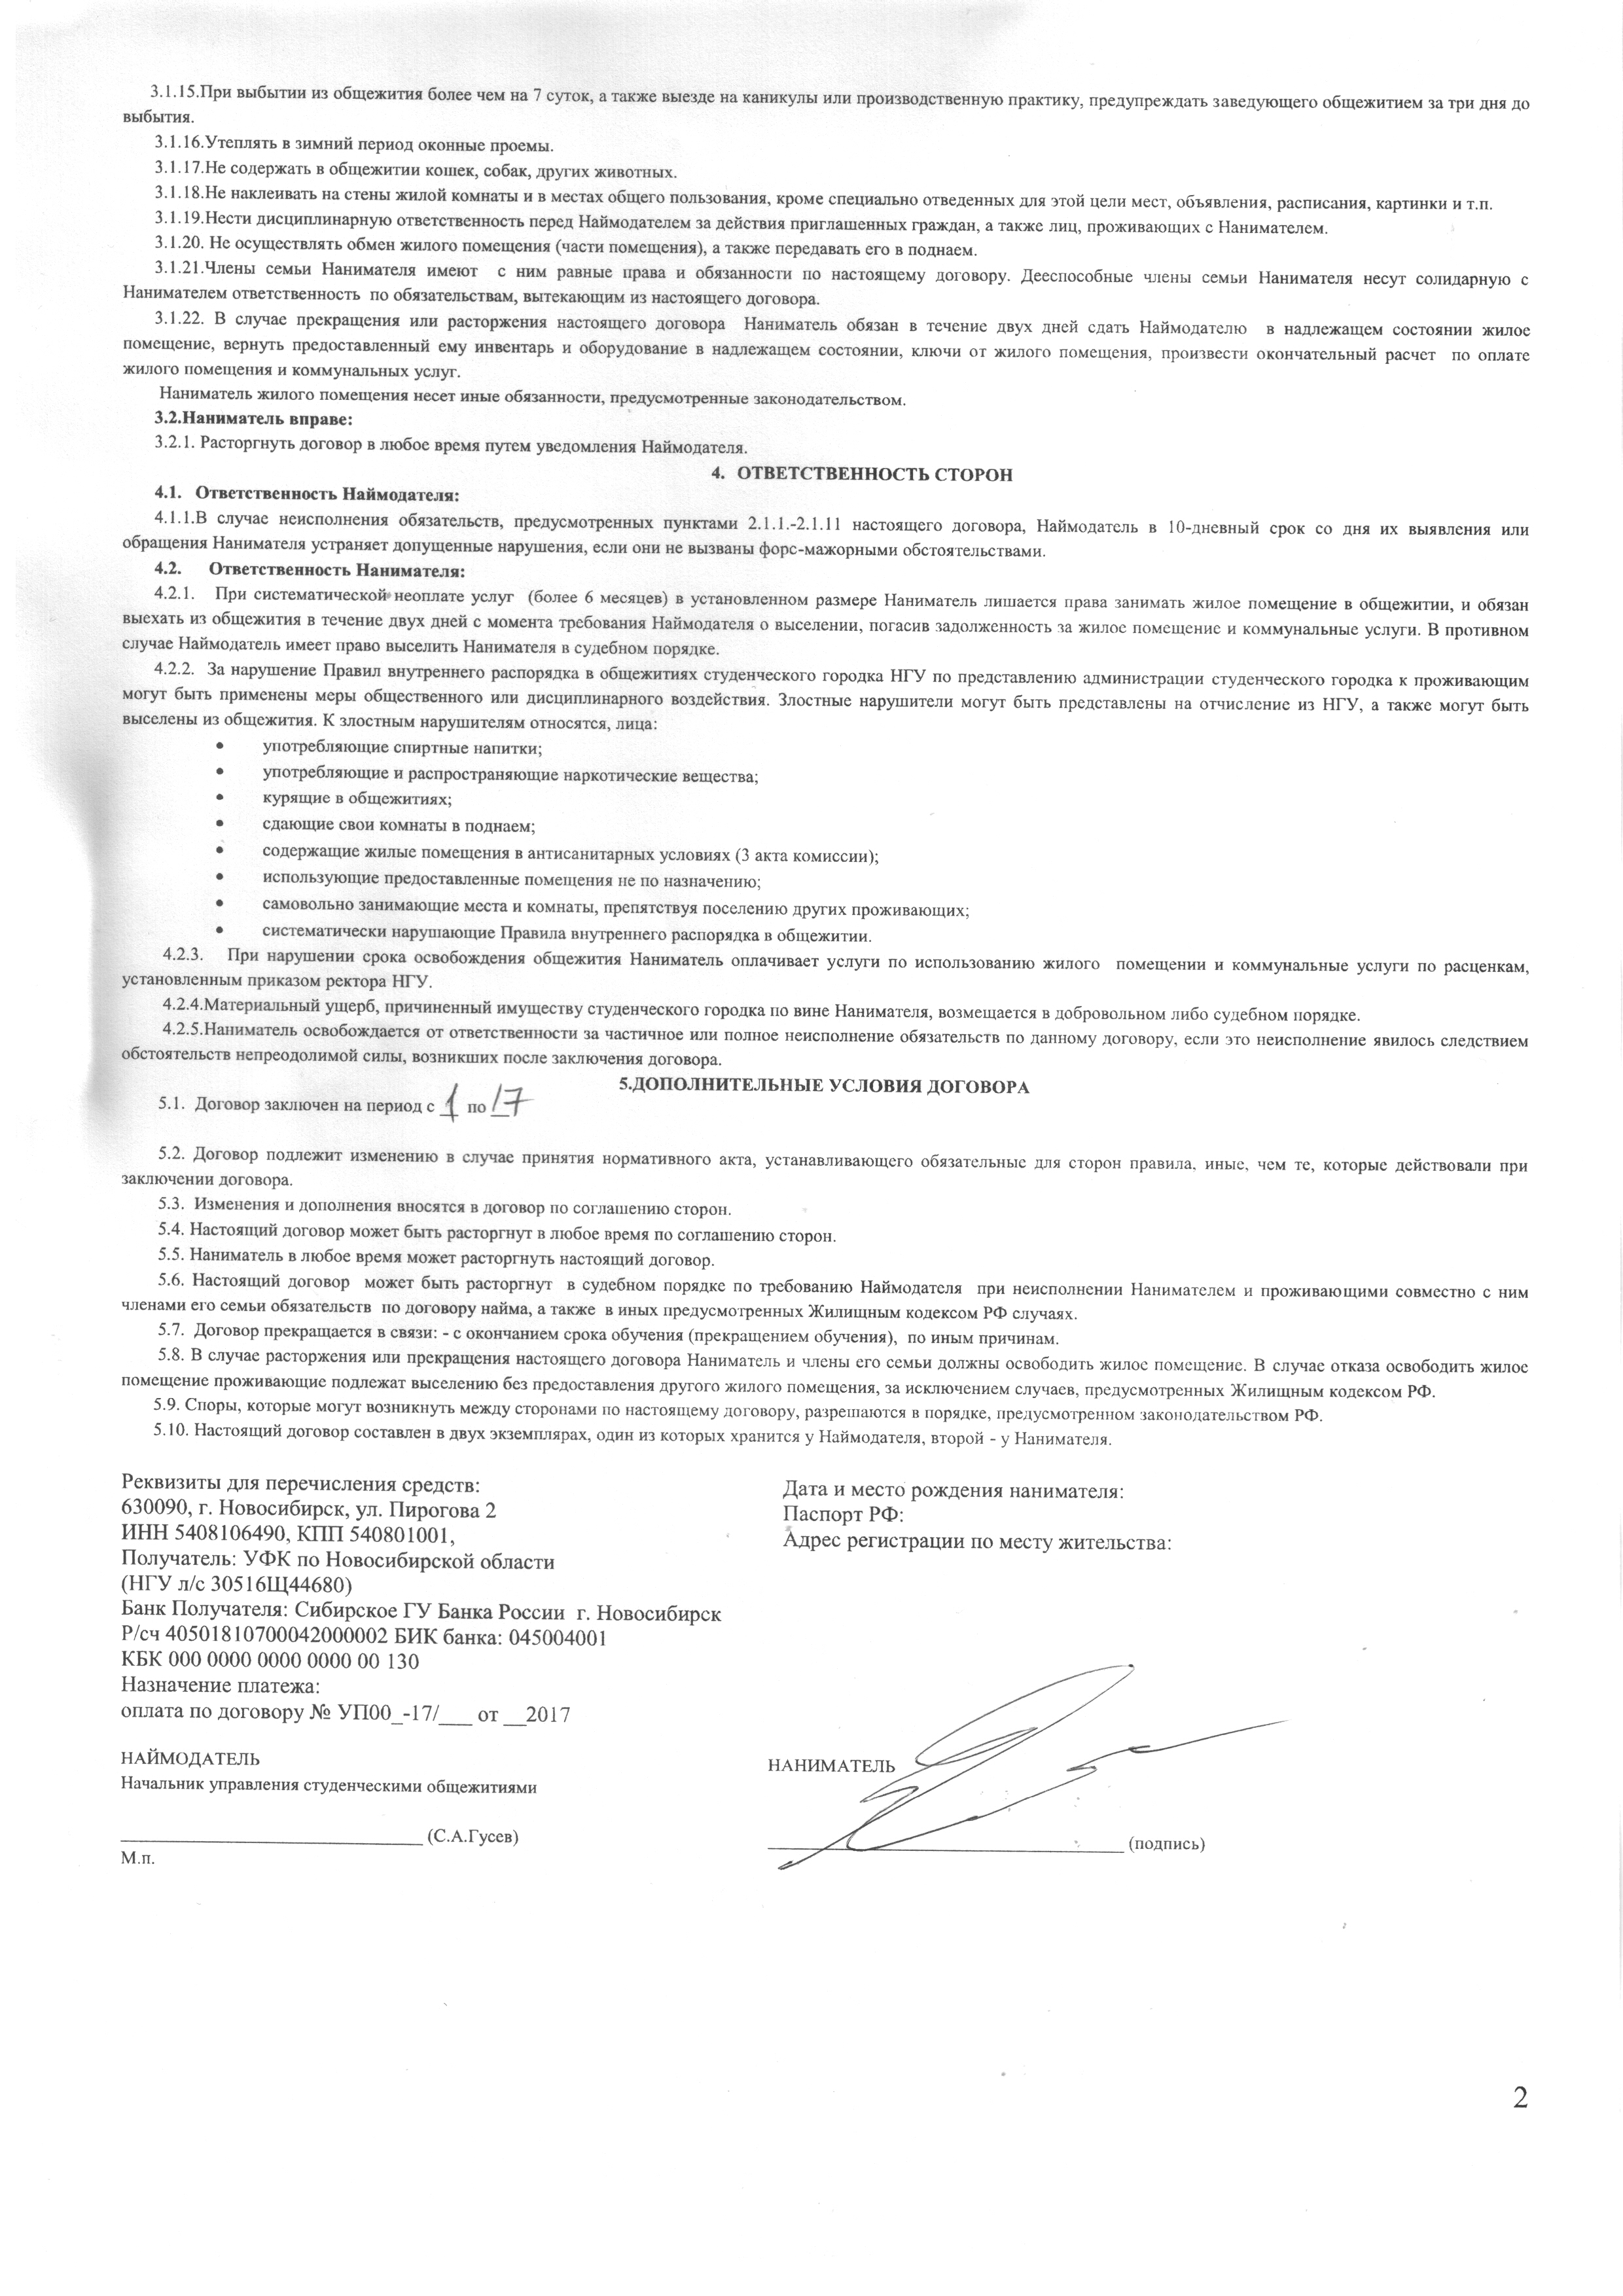 3.1.15.При выбытии из общежития более чем на 7 суток, а также выезде на каникулы или производственную практику, предупреждать заведующего общежитием за три дня до
выбытия.
3.1.16.Утеплять в зимний период оконные проемы.
3.1.17.Не содержать в общежитии кошек, собак, других животных.
3.1.18.Не наклеивать на стены жилой комнаты и в местах общего пользования, кроме специально отведенных для этой цели мест, объявления, расписания, картинки и т.п.
3.1.19.Нести дисциплинарную ответственность перед Наймодателем за действия приглашенных граждан, а также лиц, проживающих с Нанимателем.
3.1.20. Не осуществлять обмен жилого помещения (части помещения), а также передавать его в поднаем.
3.1.21.Члены семьи Нанимателя имеют с ним равные права и обязанности по настоящему договору. Дееспособные члены семьи Нанимателя несут солидарную с
Нанимателем ответственность по обязательствам, вытекающим из настоящего договора.
3.1.22. В случае прекращения или расторжения настоящего договора Наниматель обязан в течение двух дней сдать Наймодателю в надлежащем состоянии жилое
помещение, вернуть предоставленный ему инвентарь и оборудование в надлежащем состоянии, ключи от жилого помещения, произвести окончательный расчет по оплате
жилого помещения и коммунальных услуг.
Наниматель жилого помещения несет иные обязанности, предусмотренные законодательством.
3.2.Наниматель вправе:
3.2.1. Расторгнуть договор в любое время путем уведомления Наймодателя.
4. ОТВЕТСТВЕННОСТЬ СТОРОН
4.1. Ответственность Наймодателя:
4.1.1.В случае неисполнения обязательств, предусмотренных пунктами 2.1.1.-2.1.11 настоящего договора, Наймодатель в 10-дневный срок со дня их выявления или
обращения Нанимателя устраняет допущенные нарушения, если они не вызваны форс-мажорными обстоятельствами.
4.2. Ответственность Нанимателя:
4.2.1. При систематической неоплате услуг (более 6 месяцев) в установленном размере Наниматель лишается права занимать жилое помещение в общежитии, и обязан
выехать из общежития в течение двух дней с момента требования Наймодателя о выселении, погасив задолженность за жилое помещение и коммунальные услуги. В противном
случае Наймодатель имеет право выселить Нанимателя в судебном порядке.
4.2.2. За нарушение Правил внутреннего распорядка в общежитиях студенческого городка НГУ по представлению администрации студенческого городка к проживающим
могут быть применены меры общественного или дисциплинарного воздействия. Злостные нарушители могут быть представлены на отчисление из НГУ, а также могут быть
выселены из общежития. К злостным нарушителям относятся, лица:
• употребляющие спиртные напитки;
• употребляющие и распространяющие наркотические вещества;
• курящие в общежитиях;
• сдающие свои комнаты в поднаем;
• содержащие жилые помещения в антисанитарных условиях (3 акта комиссии);
• использующие предоставленные помещения не по назначению;
• самовольно занимающие места и комнаты, препятствуя поселению других проживающих;
• систематически нарушающие Правила внутреннего распорядка в общежитии.
4.2.3. При нарушении срока освобождения общежития Наниматель оплачивает услуги по использованию жилого помещении и коммунальные услуги по расценкам,
установленным приказом ректора НГУ.
4.2.4.Материальный ущерб, причиненный имуществу студенческого городка по вине Нанимателя, возмещается в добровольном либо судебном порядке.
4.2.5.Наниматель освобождается от ответственности за частичное или полное неисполнение обязательств по данному договору, если это неисполнение явилось следствием
обстоятельств непреодолимой силы, возникших после заключения договора.
5.ДОПОЛНИТЕЛЬНЫЕ УСЛОВИЯ ДОГОВОРА
5.1. Договор заключен на период с 1 по 17
5.2. Договор подлежит изменению в случае принятия нормативного акта, устанавливающего обязательные для сторон правила, иные, чем те, которые действовали при
заключении договора.
5.3. Изменения и дополнения вносятся в договор по соглашению сторон.
5.4. Настоящий договор может быть расторгнут в любое время по соглашению сторон.
5.5. Наниматель в любое время может расторгнуть настоящий договор.
5.6. Настоящий договор может быть расторгнут в судебном порядке по требованию Наймодателя при неисполнении Нанимателем и проживающими совместно с ним
членами его семьи обязательств по договору найма, а также в иных предусмотренных Жилищным кодексом РФ случаях.
5.7. Договор прекращается в связи: - с окончанием срока обучения (прекращением обучения), по иным причинам.
5.8. В случае расторжения или прекращения настоящего договора Наниматель и члены его семьи должны освободить жилое помещение. В случае отказа освободить жилое
помещение проживающие подлежат выселению без предоставления другого жилого помещения, за исключением случаев, предусмотренных Жилищным кодексом РФ.
5.9. Споры, которые могут возникнуть между сторонами по настоящему договору, разрешаются в порядке, предусмотренном законодательством РФ.
5.10. Настоящий договор составлен в двух экземплярах, один из которых хранится у Наймодателя, второй - у Нанимателя.
Реквизиты для перечисления средств:
630090, г. Новосибирск, ул. Пирогова 2
ИНН 5408106490, КПП 540801001,
Получатель: УФК по Новосибирской области
(НГУ л/с 30516Щ44680)
Банк Получателя: Сибирское ГУ Банка России г. Новосибирск
Р/сч 40501810700042000002 БИК банка: 045004001
КБК 000 0000 0000 0000 00 130
Назначение платежа:
оплата по договору № УП00_-17/___ от __2017
Дата и место рождения нанимателя:
Паспорт РФ:
Адрес регистрации по месту жительства:
НАЙМОДАТЕЛЬ
Начальник управления студенческими общежитиями
____________________ (С.А.Гусев)
М.п.
НАНИМАТЕЛЬ
____________________ (подпись)
2